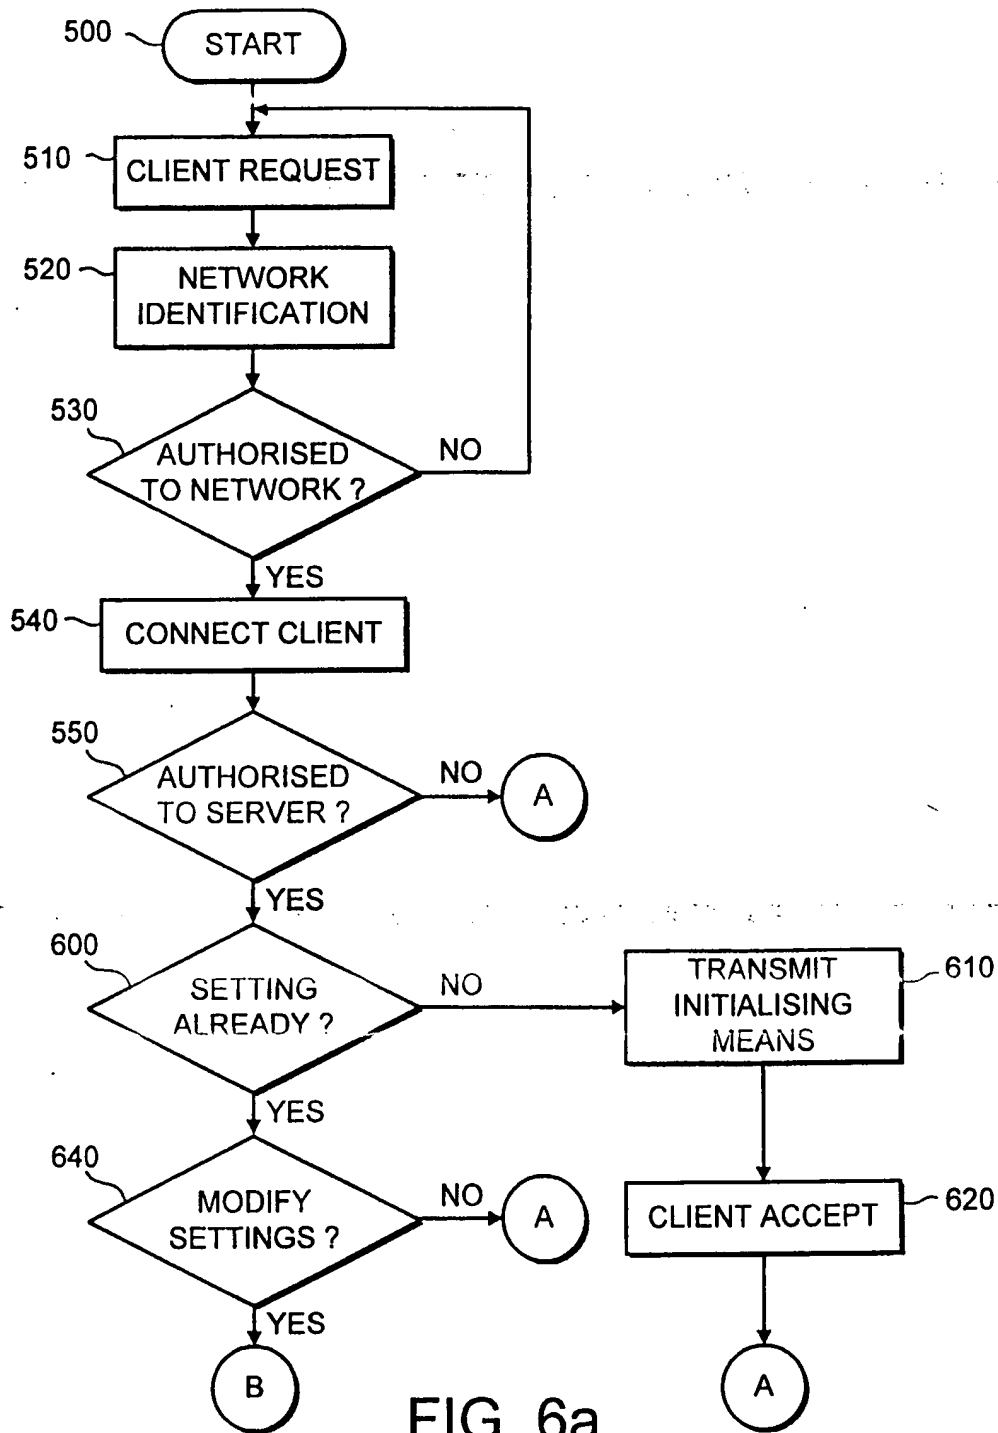 500
START
510
CLIENT REQUEST
520
NETWORK
IDENTIFICATION
530
AUTHORISED
TO NETWORK ?
NO
YES
540
CONNECT CLIENT
550
AUTHORISED
TO SERVER ?
NO
A
YES
600
SETTING
ALREADY ?
NO
TRANSMIT
INITIALISING
MEANS
610
YES
640
MODIFY
SETTINGS ?
NO
A
CLIENT ACCEPT
620
YES
B
A
FIG. 6a